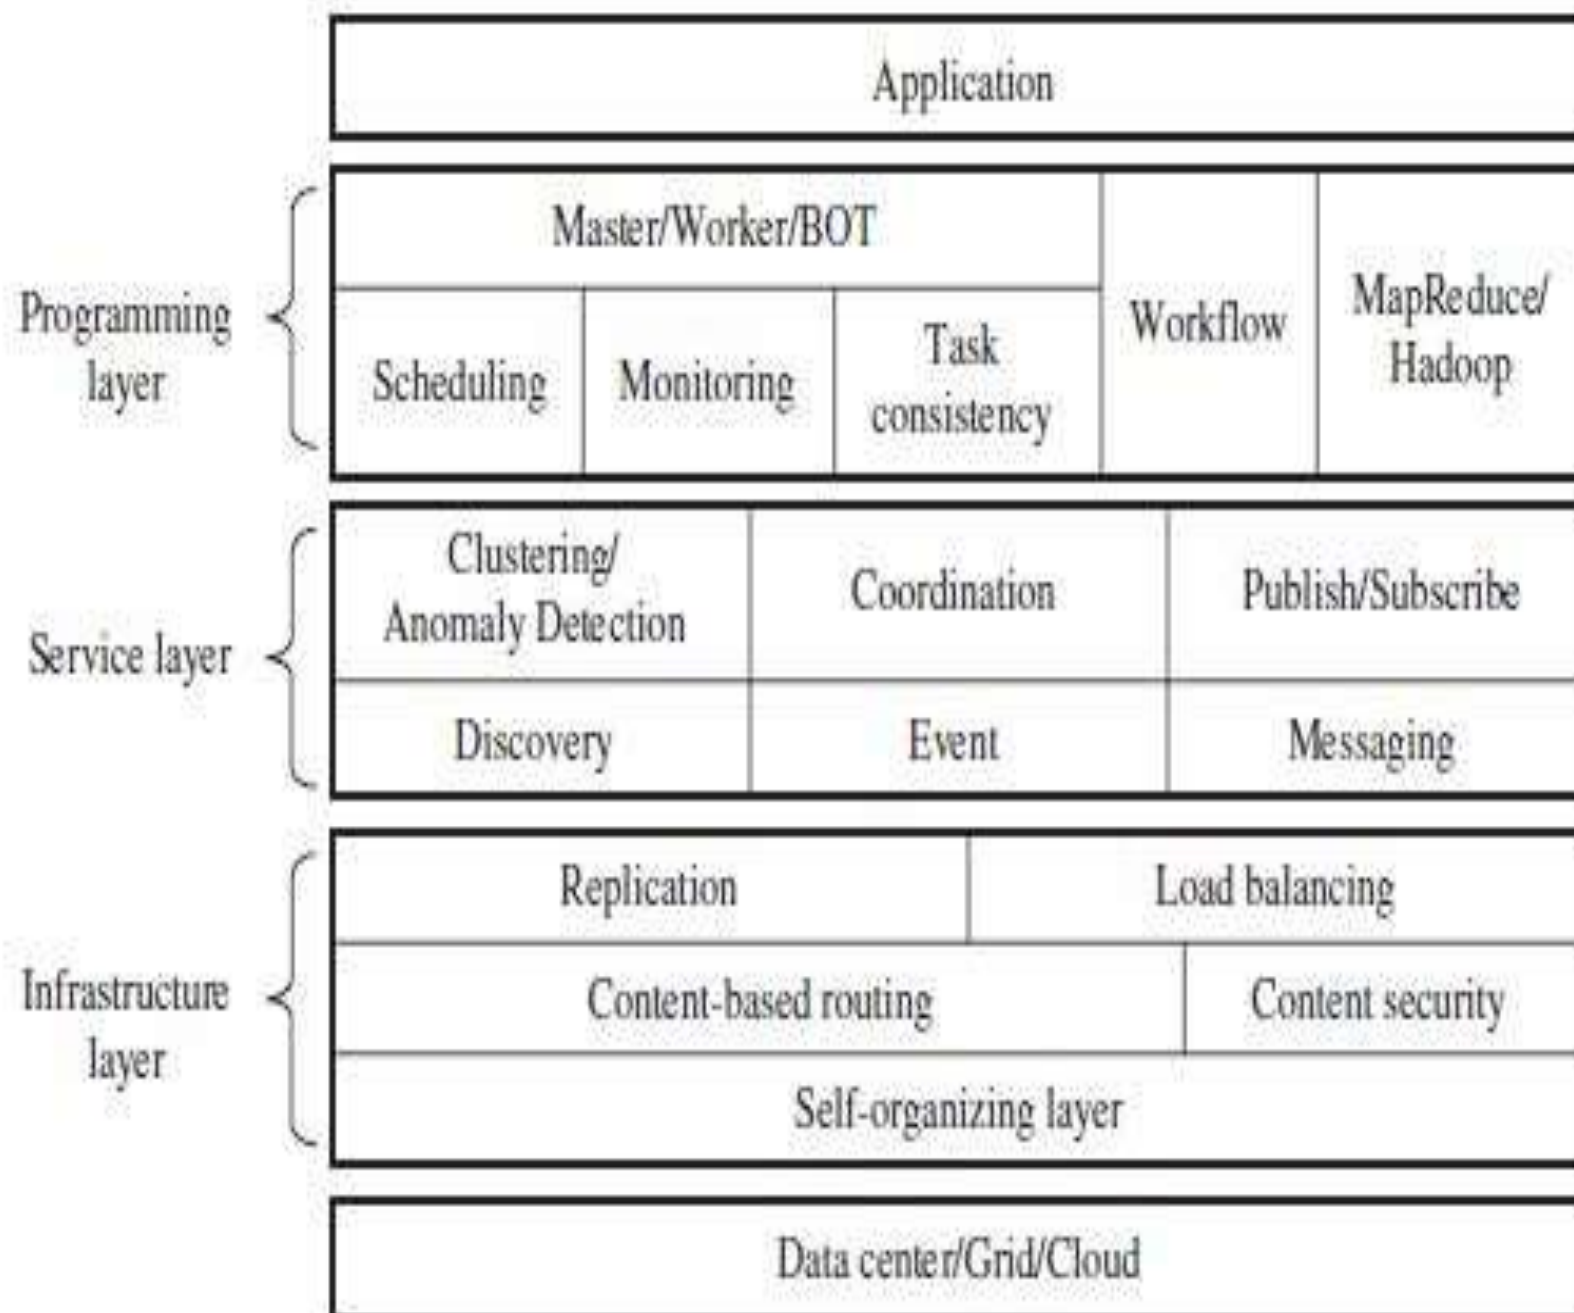 Application
Programming
layer
Master/Worker/BOT
Scheduling
Monitoring
Task
consistency
Workflow
MapReduce/
Hadoop
Service layer
Clustering/
Anomaly Detection
Coordination
Publish/Subscribe
Discovery
Event
Messaging
Infrastructure
layer
Replication
Load balancing
Content-based routing
Content security
Self-organizing layer
Data center/Grid/Cloud